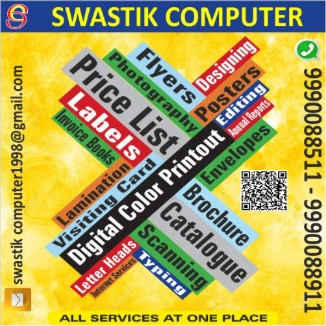 SWASTIK COMPUTER
Flyers
Designing
Photography
Posters
Price List
Editing
Labels
Annual Reports
Invoice Books
Envelopes
Digital Color Printout
Lamination
Visiting Card
Brochure
Catalogue
Letter Heads
Scanning
Internet Services
Typing
swastik computer1998@gmail.com
9990088511 - 9990088911
ALL SERVICES AT ONE PLACE